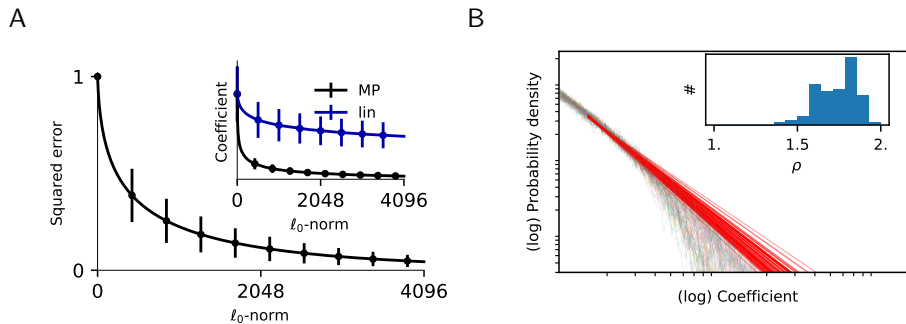 A
1
0
Squared error
0
2048
4096
ℓ0-norm
Coefficient
MP
lin
0
2048
4096
ℓ0-norm
B
(log) Probability density
(log) Coefficient
#
1.
1.5
2.
ρ